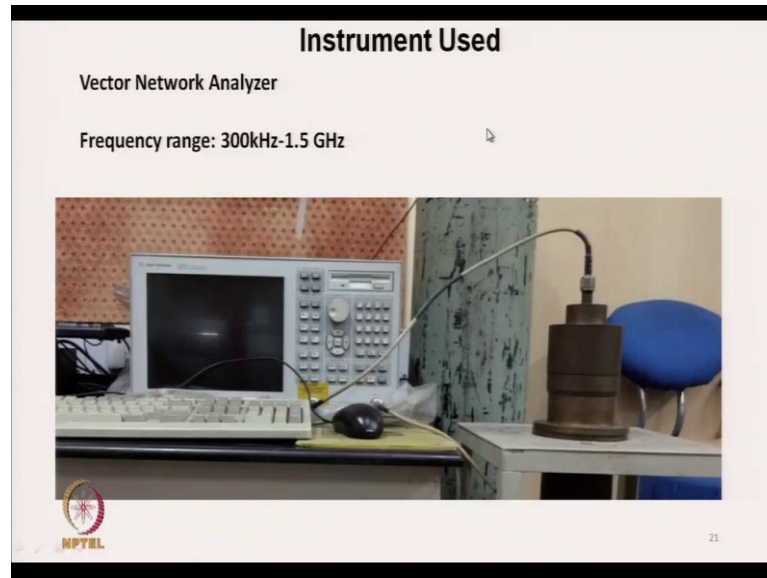 Instrument Used
Vector Network Analyzer
Frequency range: 300kHz-1.5 GHz
NPTEL
21